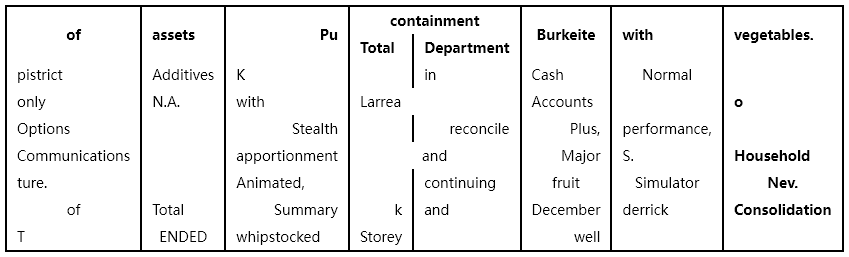 of assets Pu containment Burkeite with vegetables.
Total Department
pistrict Additives K in Cash Normal
only N.A. with Larrea Accounts o
Options Stealth reconcile Plus, performance,
Communications apportionment and Major S. Household
ture. Animated, continuing fruit Simulator Nev.
of Total Summary k and December derrick Consolidation
T ENDED whipstocked Storey well